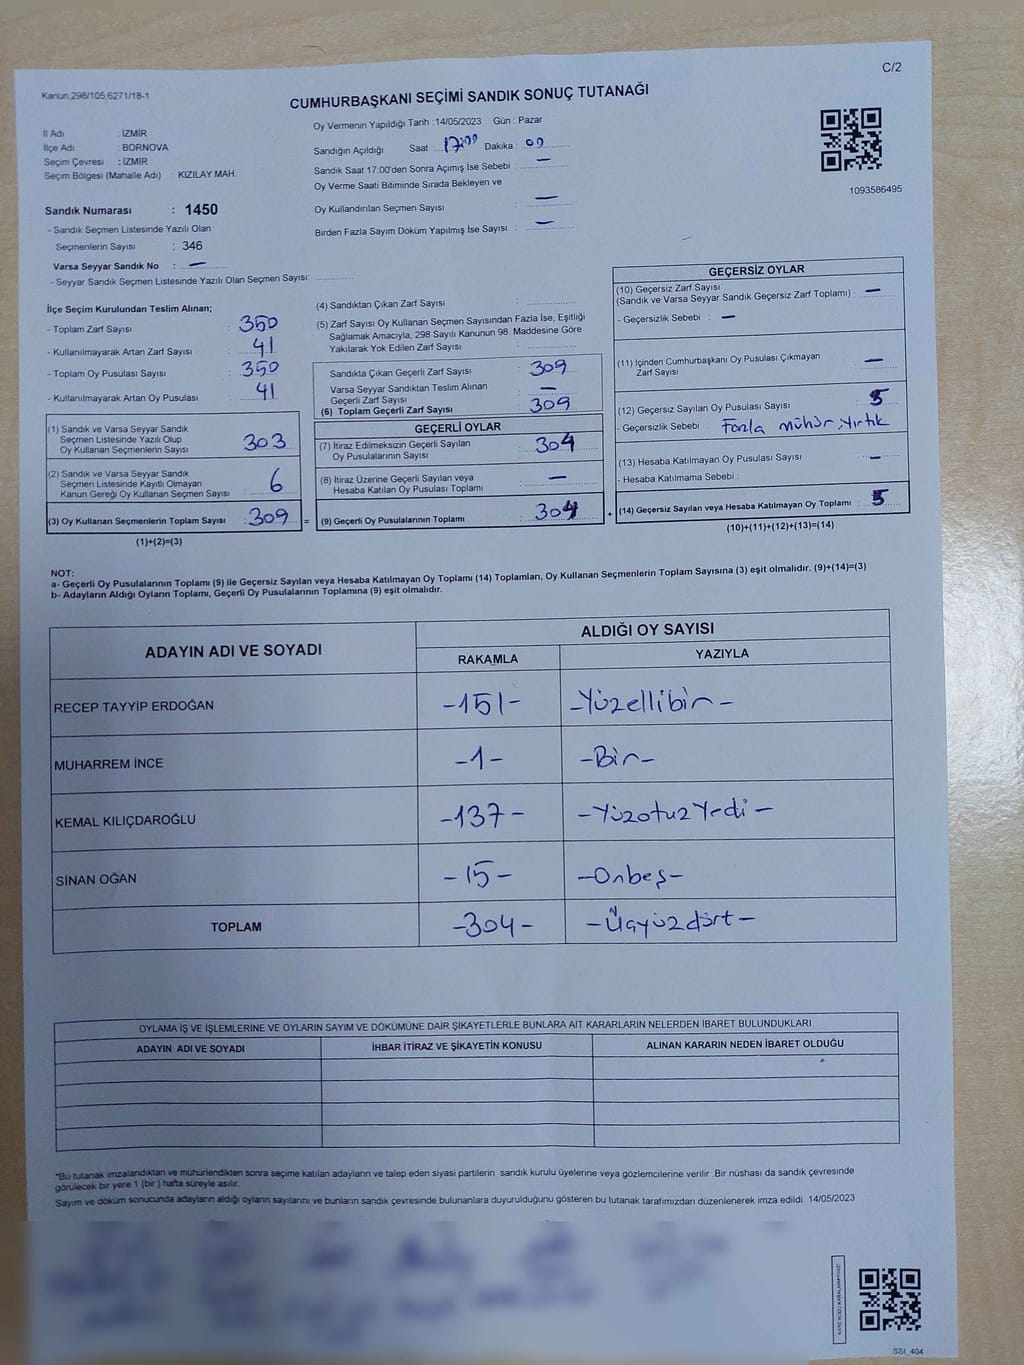 C/2
Kanun,298/105,6271/18-1
CUMHURBAŞKANI SEÇİMİ SANDIK SONUÇ TUTANAĞI
Oy Vermenin Yapıldığı Tarih :14/05/2023 Gün : Pazar
İl Adı : İZMİR
İlçe Adı : BORNOVA
Seçim Çevresi : İZMİR
Seçim Bölgesi (Mahalle Adı) : KIZILAY MAH.
Sandığın Açıldığı Saat : 17:00 Dakika : 00
Sandık Saat 17:00'den Sonra Açımış İse Sebebi : —
Oy Verme Saati Bitiminde Sırada Bekleyen ve
Oy Kullandırılan Seçmen Sayısı : —
Birden Fazla Sayım Döküm Yapılmış İse Sayısı : —
1093586495
Sandık Numarası : 1450
- Sandık Seçmen Listesinde Yazılı Olan
Seçmenlerin Sayısı : 346
Varsa Seyyar Sandık No : —
- Seyyar Sandık Seçmen Listesinde Yazılı Olan Seçmen Sayısı:
İlçe Seçim Kurulundan Teslim Alınan;
- Toplam Zarf Sayısı : 350
- Kullanılmayarak Artan Zarf Sayısı : 41
- Toplam Oy Pusulası Sayısı : 350
- Kullanılmayarak Artan Oy Pusulası : 41
(1) Sandık ve Varsa Seyyar Sandık
Seçmen Listesinde Yazılı Olup
Oy Kullanan Seçmenlerin Sayısı : 303
(2) Sandık ve Varsa Seyyar Sandık
Seçmen Listesinde Kayıtlı Olmayan
Kanun Gereği Oy Kullanan Seçmen Sayısı : 6
(3) Oy Kullanan Seçmenlerin Toplam Sayısı : 309 =
(1)+(2)=(3)
(4) Sandıktan Çıkan Zarf Sayısı :
(5) Zarf Sayısı Oy Kullanan Seçmen Sayısından Fazla İse, Eşitliği
Sağlamak Amacıyla, 298 Sayılı Kanunun 98. Maddesine Göre
Yakılarak Yok Edilen Zarf Sayısı :
Sandıkta Çıkan Geçerli Zarf Sayısı : 309
Varsa Seyyar Sandıktan Teslim Alınan
Geçerli Zarf Sayısı : —
(6) Toplam Geçerli Zarf Sayısı : 309
GEÇERLİ OYLAR
(7) İtiraz Edilmeksizin Geçerli Sayılan
Oy Pusulalarının Sayısı : 304
(8) İtiraz Üzerine Geçerli Sayılan veya
Hesaba Katılan Oy Pusulası Toplamı : —
(9) Geçerli Oy Pusulalarının Toplamı : 304 +
GEÇERSİZ OYLAR
(10) Geçersiz Zarf Sayısı
(Sandık ve Varsa Seyyar Sandık Geçersiz Zarf Toplamı) : —
- Geçersizlik Sebebi : —
(11) İçinden Cumhurbaşkanı Oy Pusulası Çıkmayan
Zarf Sayısı : —
(12) Geçersiz Sayılan Oy Pusulası Sayısı : 5
- Geçersizlik Sebebi : Fazla mühür, yırtık
(13) Hesaba Katılmayan Oy Pusulası Sayısı : —
- Hesaba Katılmama Sebebi :
(14) Geçersiz Sayılan veya Hesaba Katılmayan Oy Toplamı : 5
(10)+(11)+(12)+(13)=(14)
NOT:
a- Geçerli Oy Pusulalarının Toplamı (9) ile Geçersiz Sayılan veya Hesaba Katılmayan Oy Toplamı (14) Toplamları, Oy Kullanan Seçmenlerin Toplam Sayısına (3) eşit olmalıdır. (9)+(14)=(3)
b- Adayların Aldığı Oyların Toplamı, Geçerli Oy Pusulalarının Toplamına (9) eşit olmalıdır.
ADAYIN ADI VE SOYADI
ALDIĞI OY SAYISI
RAKAMLA YAZIYLA
RECEP TAYYİP ERDOĞAN -151- -Yüzellibir-
MUHARREM İNCE -1- -Bir-
KEMAL KILIÇDAROĞLU -137- -Yüzotuzyedi-
SİNAN OĞAN -15- -Onbeş-
TOPLAM -304- -Üçyüzdört-
OYLAMA İŞ VE İŞLEMLERİNE VE OYLARIN SAYIM VE DÖKÜMÜNE DAİR ŞİKAYETLERLE BUNLARA AİT KARARLARIN NELERDEN İBARET BULUNDUKLARI
ADAYIN ADI VE SOYADI İHBAR İTİRAZ VE ŞİKAYETİN KONUSU ALINAN KARARIN NEDEN İBARET OLDUĞU
*Bu tutanak imzalandıktan ve mühürlendikten sonra seçime katılan adayların ve talep eden siyasi partilerin sandık kurulu üyelerine veya gözlemcilerine verilir. Bir nüshası da sandık çevresinde
görülecek bir yere 1 (bir ) hafta süreyle asılır.
Sayım ve döküm sonucunda adayların aldığı oyların sayılarını ve bunların sandık çevresinde bulunanlara duyurulduğunu gösteren bu tutanak tarafımızdan düzenlenerek imza edildi. 14/05/2023
SSI_404